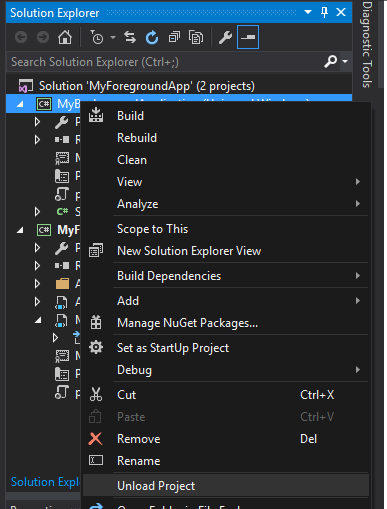 Solution Explorer
Diagnostic Tools
Search Solution Explorer (Ctrl+;)
Solution 'MyForegroundApp' (2 projects)
C#
Build
Rebuild
Clean
View
Analyze
Scope to This
New Solution Explorer View
Build Dependencies
Add
Manage NuGet Packages...
Set as StartUp Project
Debug
Cut Ctrl+X
Paste Ctrl+V
Remove Del
Rename
Unload Project
C#
C# MyF
Solution Explo